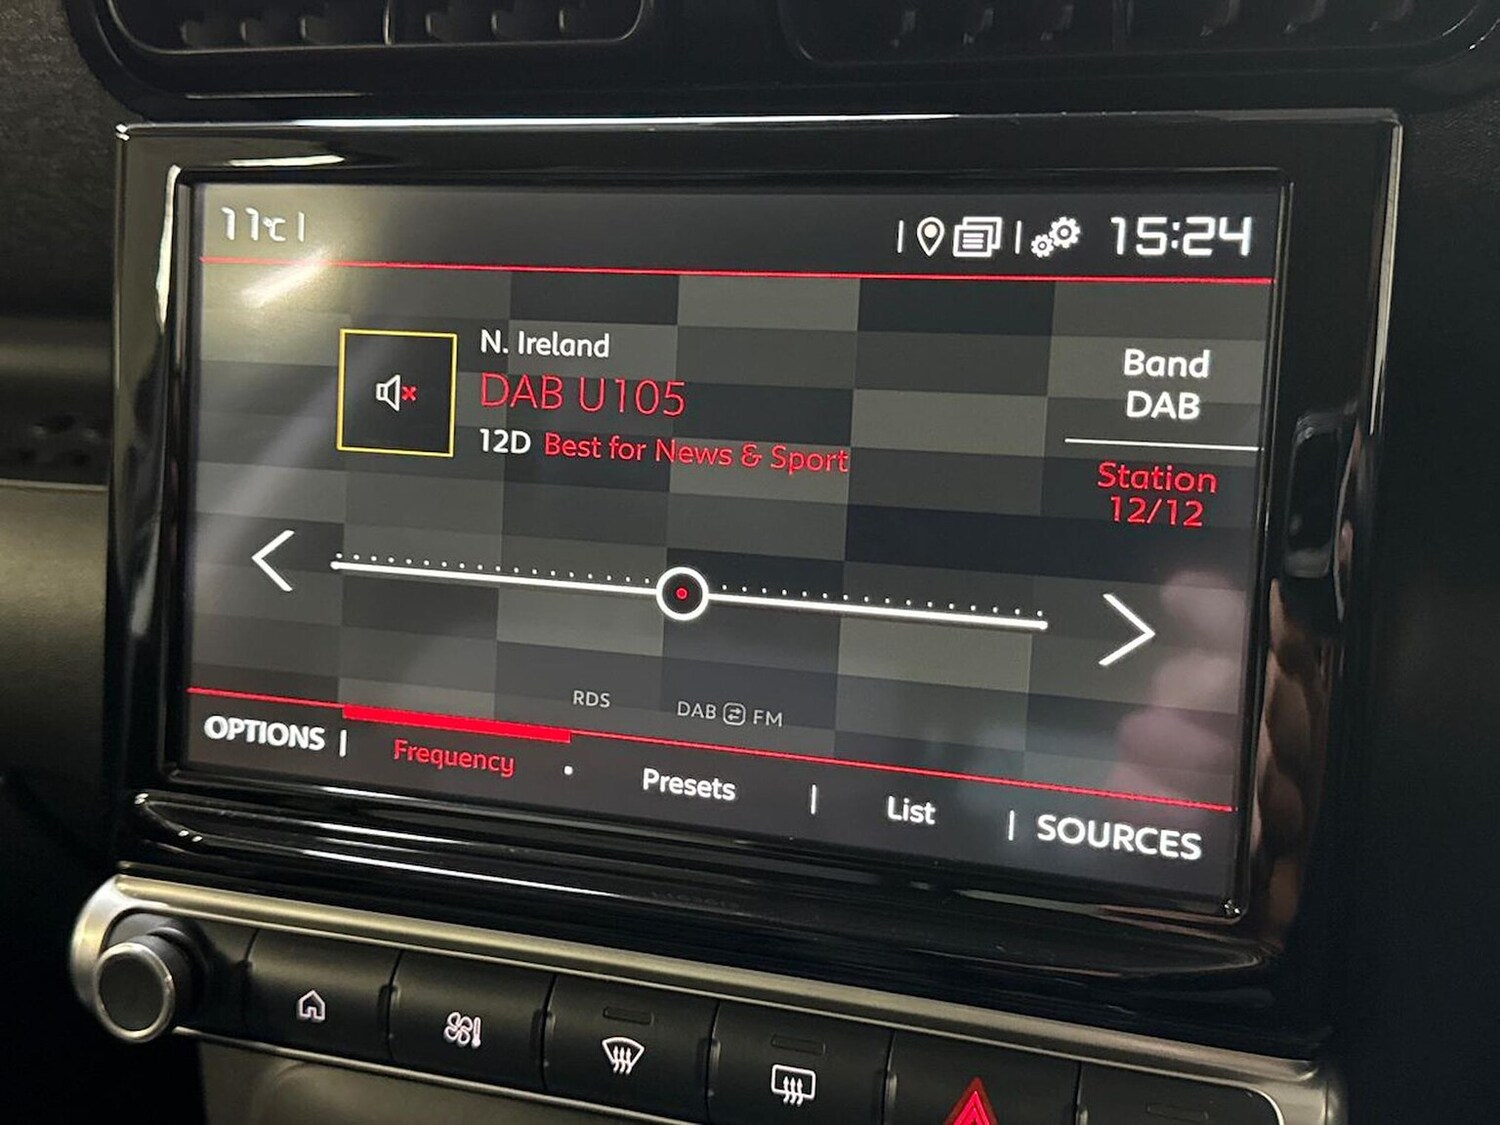 11°C
15:24
N. Ireland
DAB U105
12D Best for News & Sport
Band
DAB
Station
12/12
RDS
DAB FM
OPTIONS
Frequency
Presets
List
SOURCES